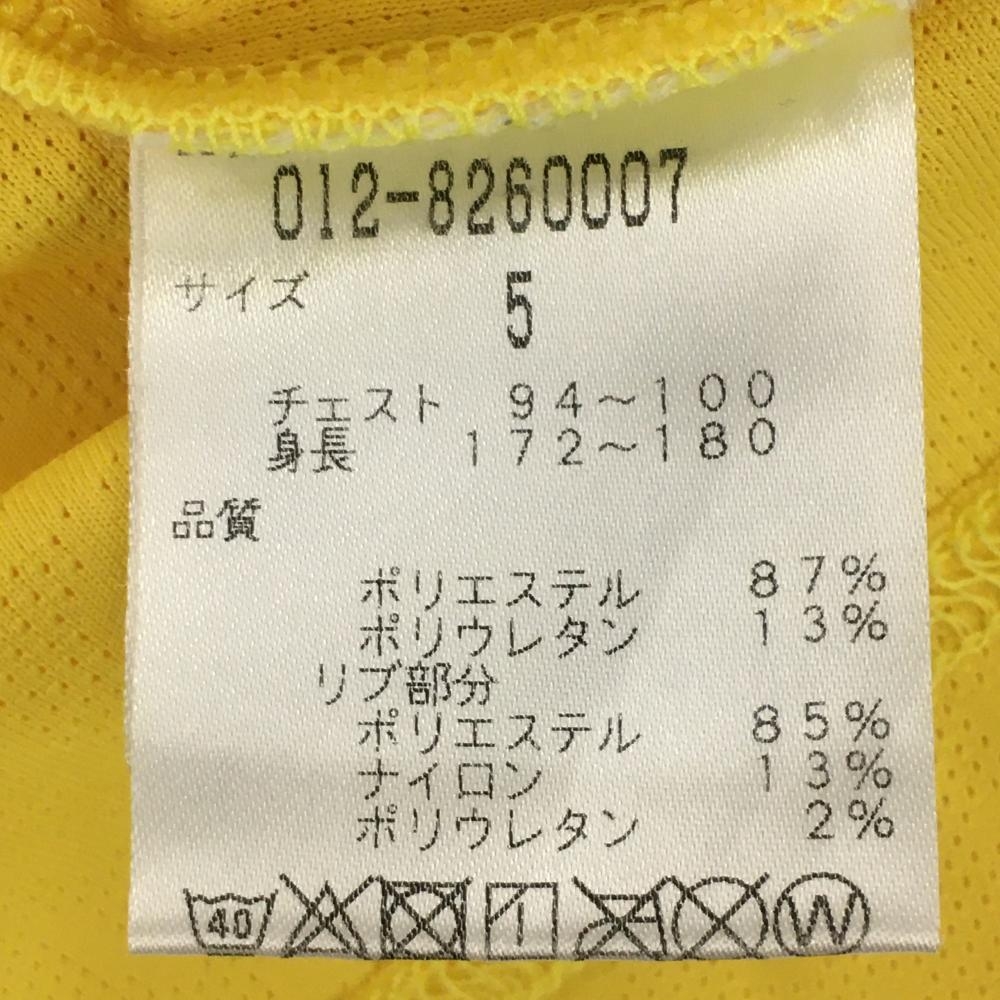 012-8260007
サイズ 5
チェスト 94～100
身長 172～180
品質
ポリエステル 87%
ポリウレタン 13%
リブ部分
ポリエステル 85%
ナイロン 13%
ポリウレタン 2%
40 W